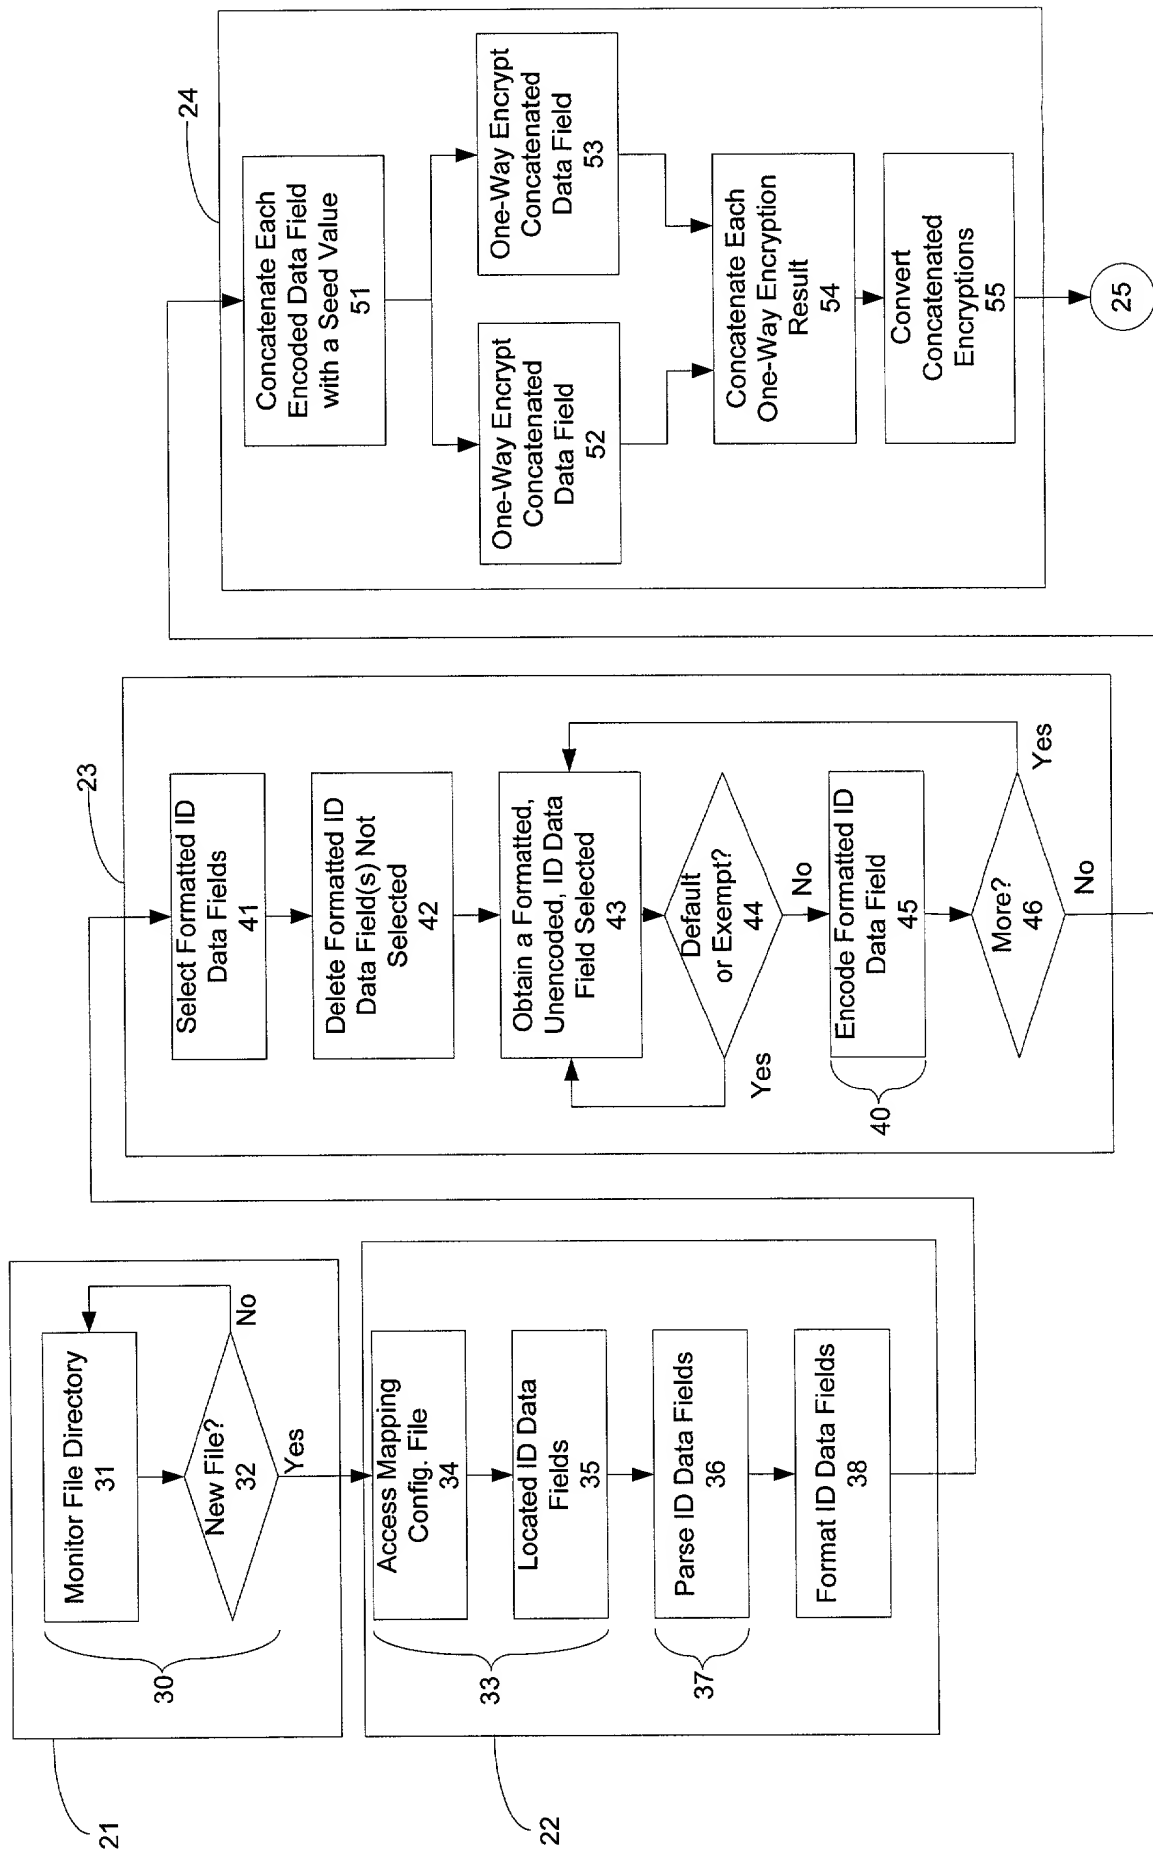 21
30
Monitor File Directory
31
New File?
32
No
Yes
22
33
Access Mapping
Config. File
34
Located ID Data
Fields
35
37
Parse ID Data Fields
36
Format ID Data Fields
38
23
Select Formatted ID
Data Fields
41
Delete Formatted ID
Data Field(s) Not
Selected
42
Obtain a Formatted,
Unencoded, ID Data
Field Selected
43
Default
or Exempt?
44
Yes
No
40
Encode Formatted ID
Data Field
45
More?
46
Yes
No
24
Concatenate Each
Encoded Data Field
with a Seed Value
51
One-Way Encrypt
Concatenated
Data Field
52
One-Way Encrypt
Concatenated
Data Field
53
Concatenate Each
One-Way Encryption
Result
54
Convert
Concatenated
Encryptions
55
25